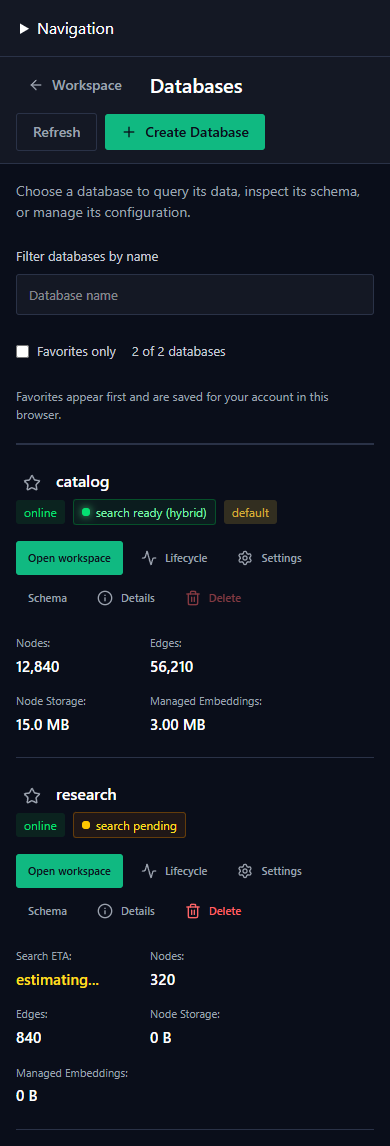 Navigation
Workspace Databases
Refresh Create Database
Choose a database to query its data, inspect its schema,
or manage its configuration.
Filter databases by name
Database name
Favorites only 2 of 2 databases
Favorites appear first and are saved for your account in this
browser.
catalog
online search ready (hybrid) default
Open workspace Lifecycle Settings
Schema Details Delete
Nodes: Edges:
12,840 56,210
Node Storage: Managed Embeddings:
15.0 MB 3.00 MB
research
online search pending
Open workspace Lifecycle Settings
Schema Details Delete
Search ETA: Nodes:
estimating... 320
Edges: Node Storage:
840 0 B
Managed Embeddings:
0 B